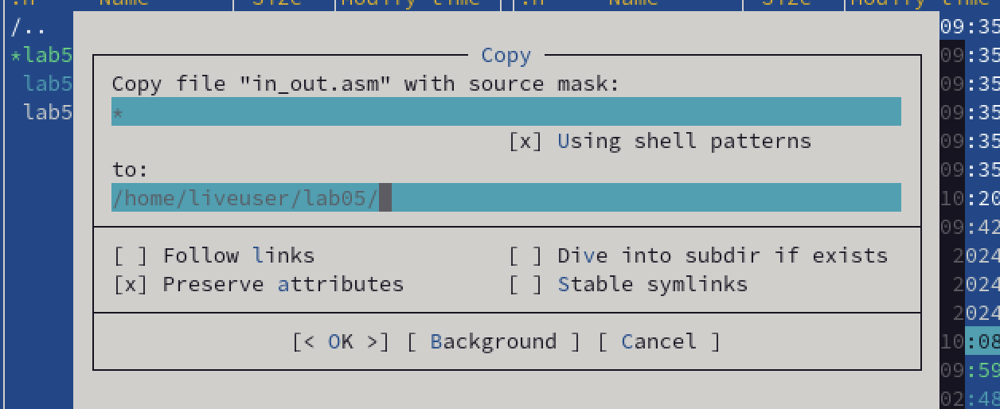 .n Name Size Modify time .n Name Size Modify time
/.. 09:35
*lab5 Copy 09:35
lab5 Copy file "in_out.asm" with source mask: 09:35
lab5 * 09:35
[x] Using shell patterns 09:35
to: 09:35
/home/liveuser/lab05/ 10:20
09:42
[ ] Follow links [ ] Dive into subdir if exists 2024
[x] Preserve attributes [ ] Stable symlinks 2024
2024
[< OK >] [ Background ] [ Cancel ] 10:08
09:59
02:48